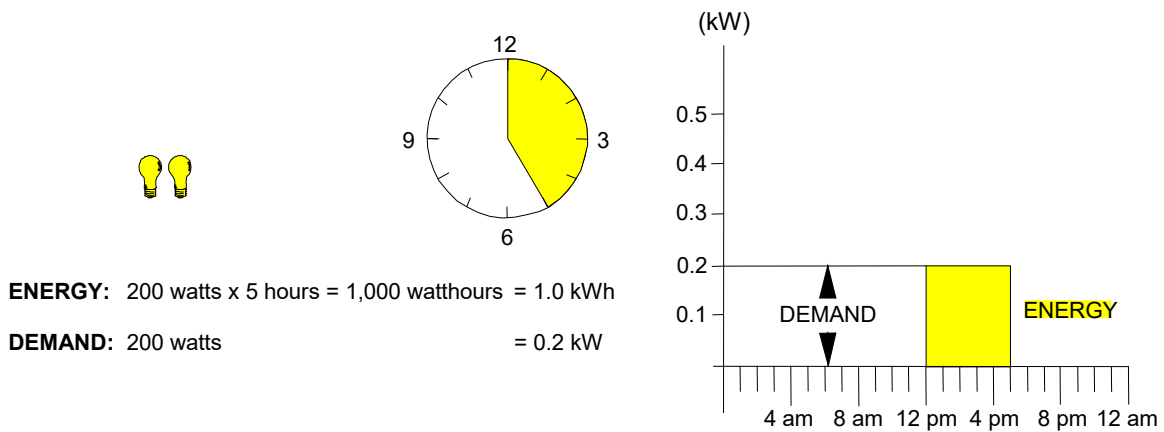 12
9
3
6
ENERGY: 200 watts x 5 hours = 1,000 watthours = 1.0 kWh
DEMAND: 200 watts = 0.2 kW
(kW)
0.5
0.4
0.3
0.2
0.1
DEMAND
ENERGY
4 am 8 am 12 pm 4 pm 8 pm 12 am